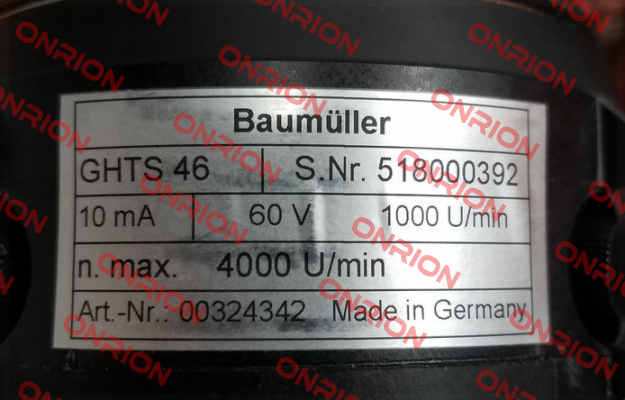 Baumüller
GHTS 46 S.Nr. 518000392
10 mA 60 V 1000 U/min
n. max. 4000 U/min
Art.-Nr.: 00324342 Made in Germany
ONRION